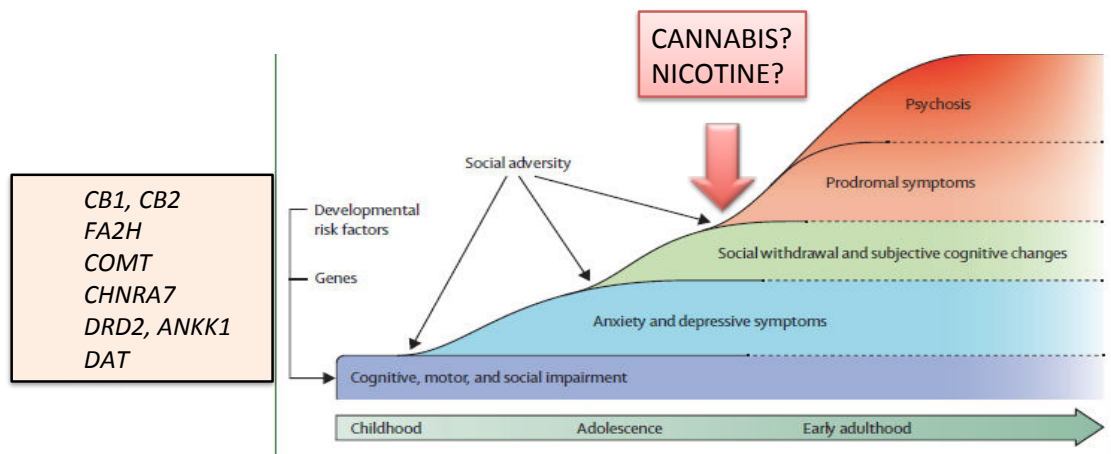 CANNABIS?
NICOTINE?
Psychosis
Social adversity
Prodromal symptoms
CB1, CB2
FA2H
COMT
CHNRA7
DRD2, ANKK1
DAT
Developmental
risk factors
Genes
Social withdrawal and subjective cognitive changes
Anxiety and depressive symptoms
Cognitive, motor, and social impairment
Childhood
Adolescence
Early adulthood